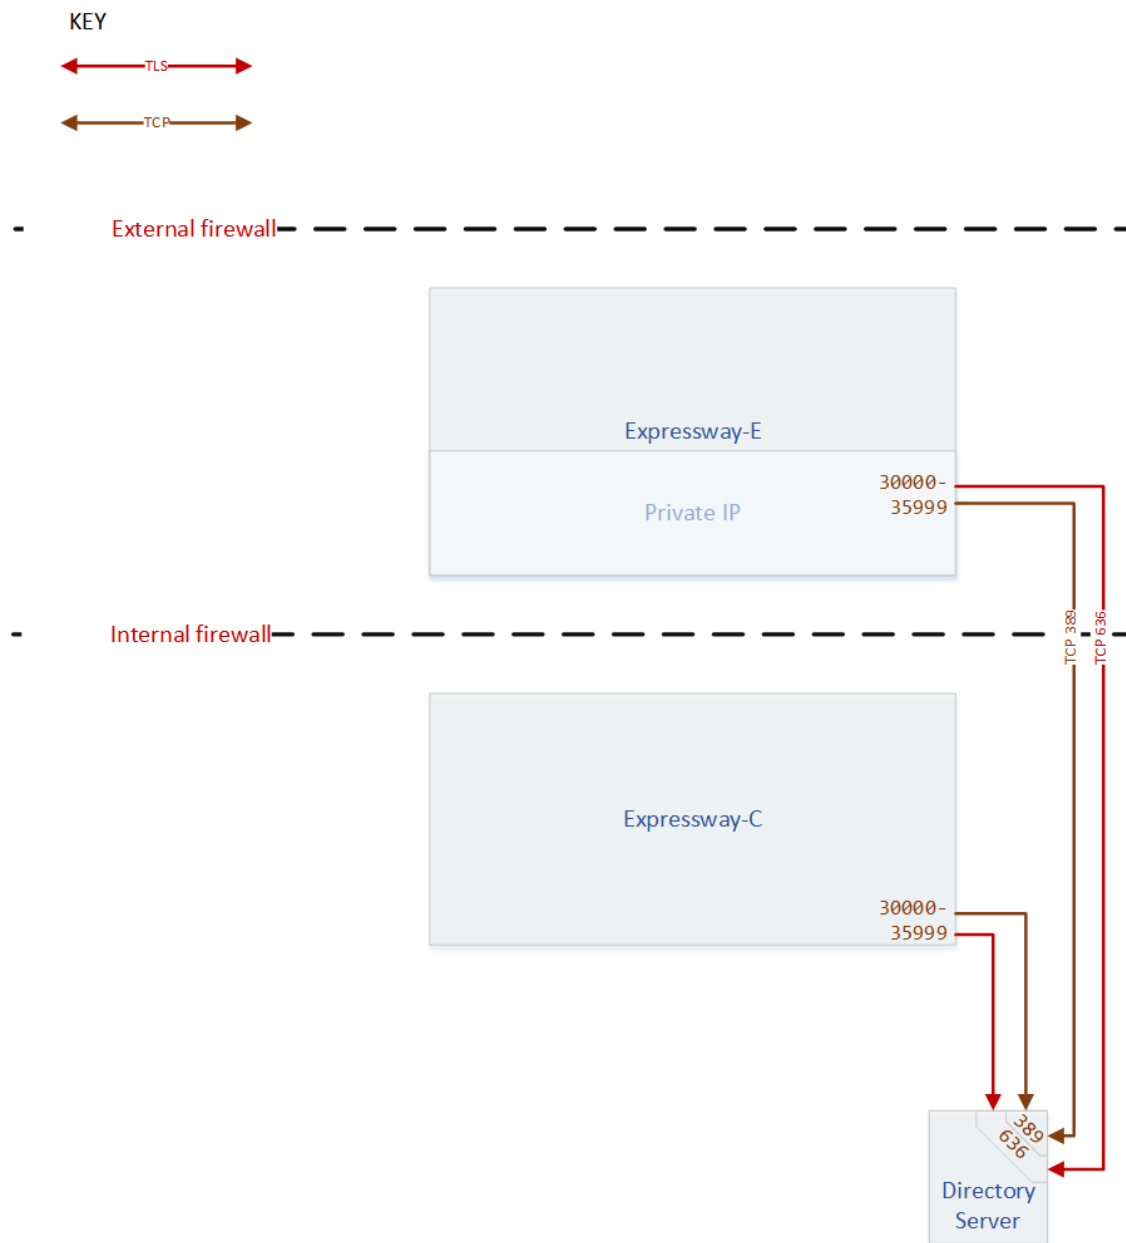 KEY
TLS
TCP
External firewall
Expressway-E
30000-
35999
Private IP
Internal firewall
TCP 389
TCP 636
Expressway-C
30000-
35999
389
636
Directory
Server